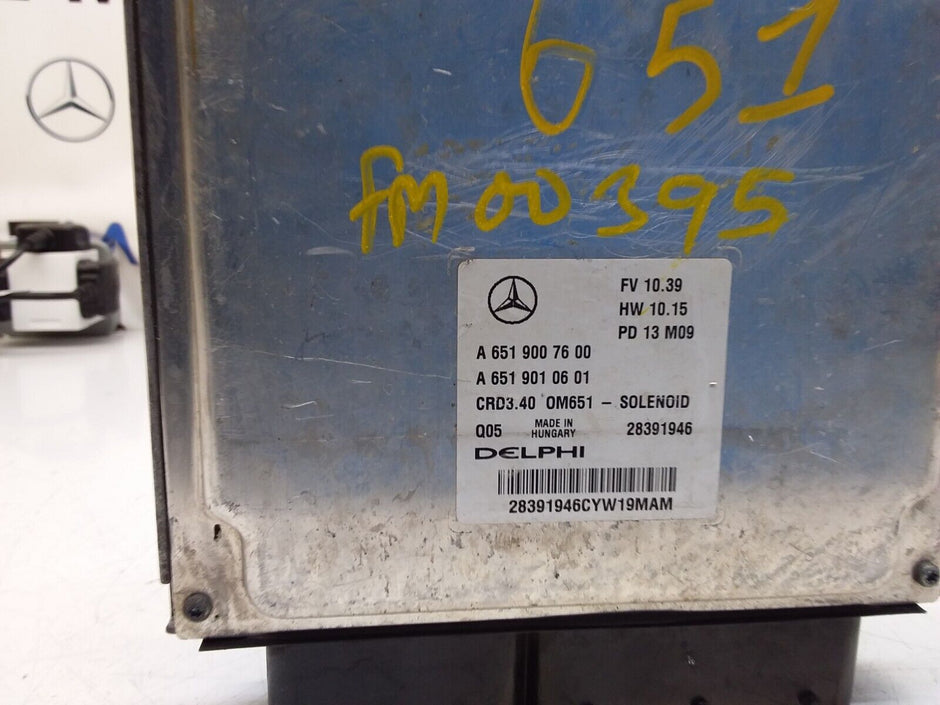 651
AM00395
FV 10.39
HW 10.15
PD 13 M09
A 651 900 76 00
A 651 901 06 01
CRD3.40 OM651 – SOLENOID
Q05 MADE IN HUNGARY 28391946
DELPHI
28391946CYW19MAM